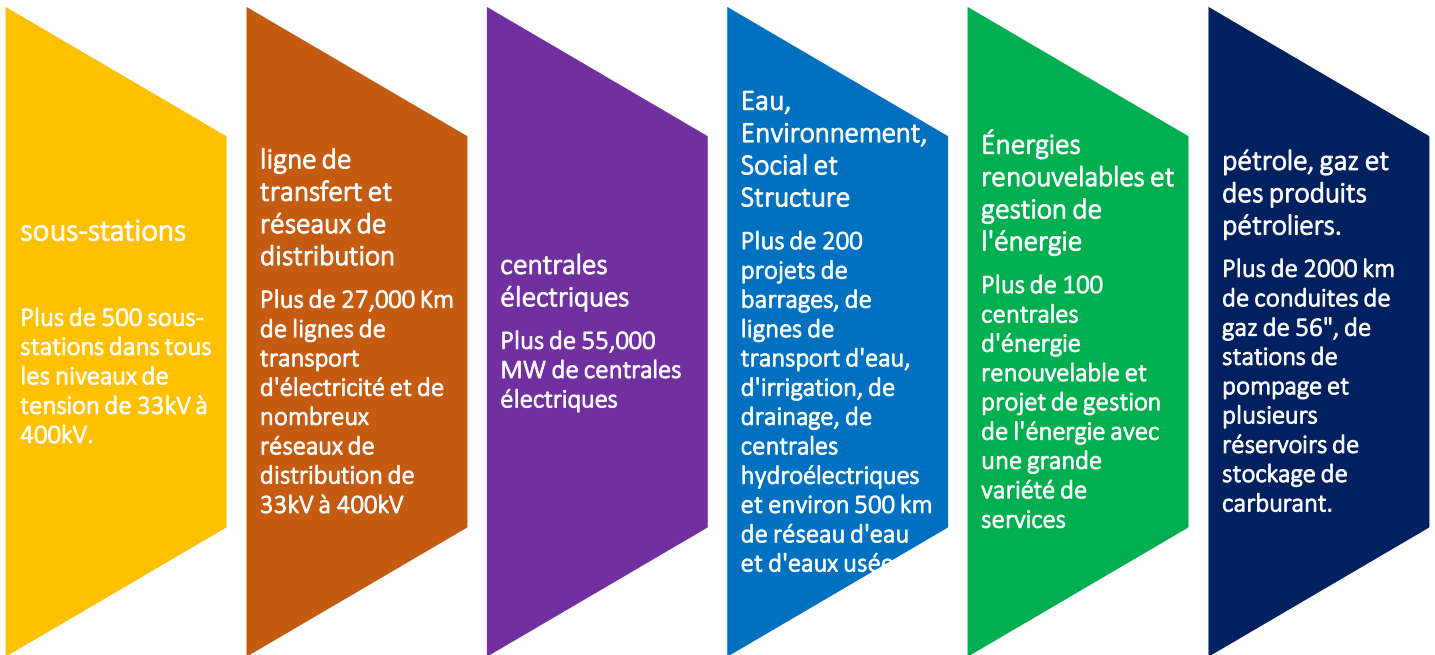 sous-stations
Plus de 500 sous-
stations dans tous
les niveaux de
tension de 33kV à
400kV.
ligne de
transfert et
réseaux de
distribution
Plus de 27,000 Km
de lignes de
transport
d'électricité et de
nombreux
réseaux de
distribution de
33kV à 400kV
centrales
électriques
Plus de 55,000
MW de centrales
électriques
Eau,
Environnement,
Social et
Structure
Plus de 200
projets de
barrages, de
lignes de
transport d'eau,
d'irrigation, de
drainage, de
centrales
hydroélectriques
et environ 500 km
de réseau d'eau
et d'eaux usées
Énergies
renouvelables et
gestion de
l'énergie
Plus de 100
centrales
d'énergie
renouvelable et
projet de gestion
de l'énergie avec
une grande
variété de
services
pétrole, gaz et
des produits
pétroliers.
Plus de 2000 km
de conduites de
gaz de 56", de
stations de
pompage et
plusieurs
réservoirs de
stockage de
carburant.